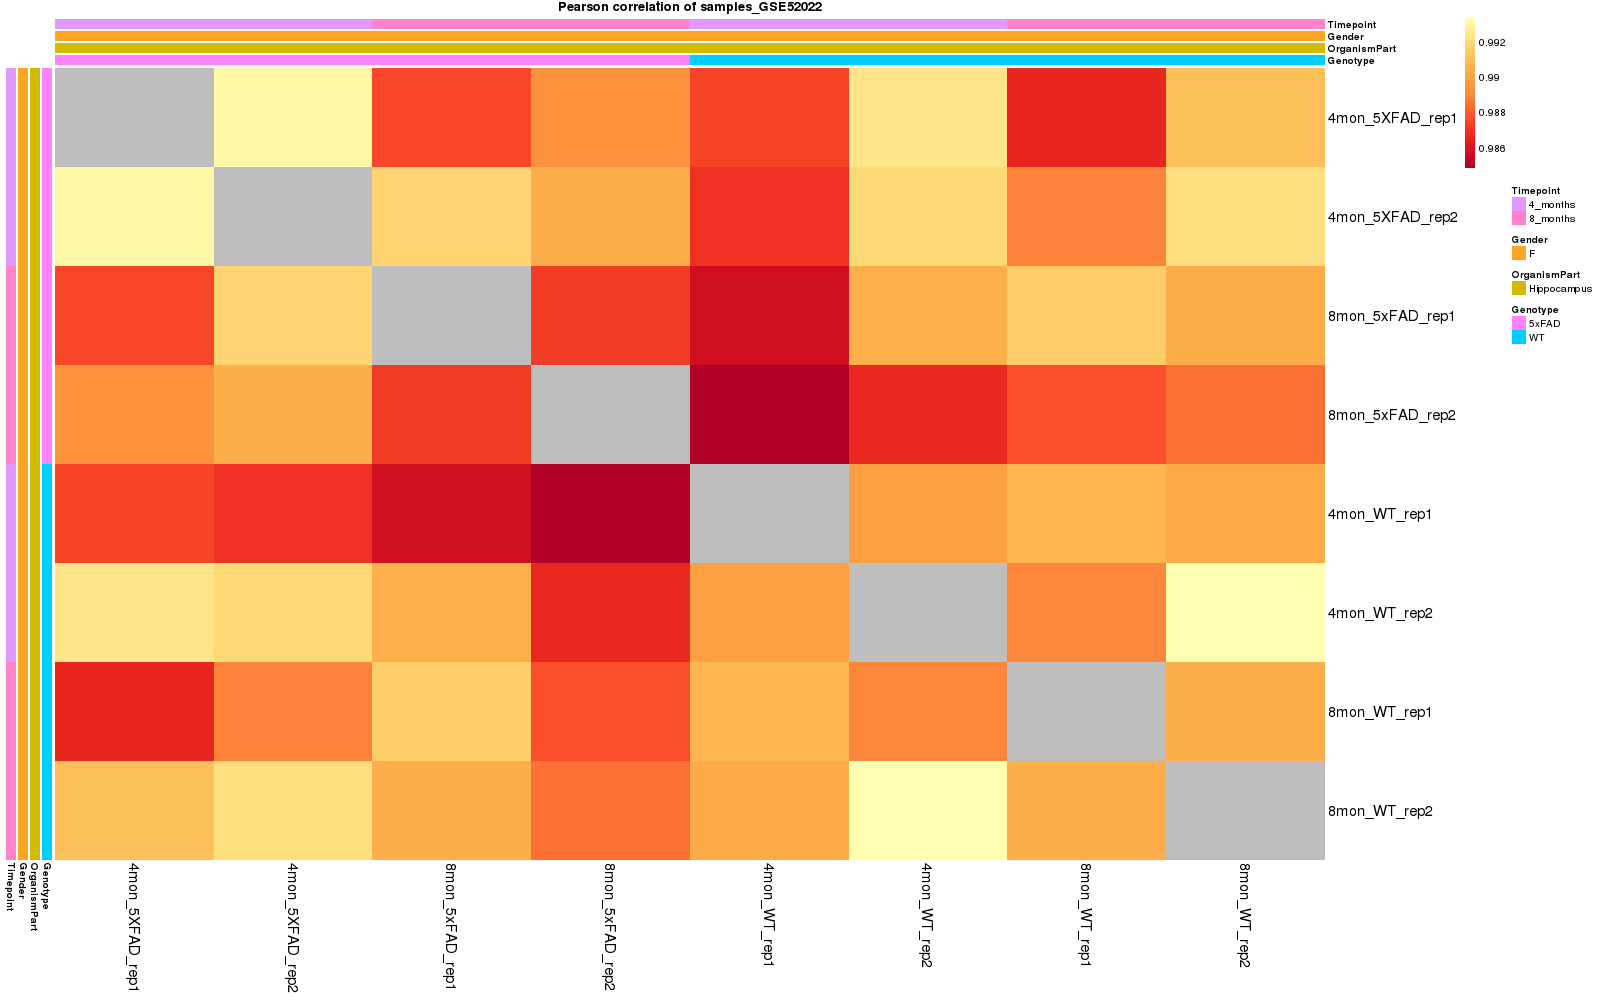 Pearson correlation of samples_GSE52022
Timepoint
Gender
OrganismPart
Genotype
0.992
0.99
0.988
0.986
4mon_5XFAD_rep1
4mon_5XFAD_rep2
8mon_5xFAD_rep1
8mon_5xFAD_rep2
4mon_WT_rep1
4mon_WT_rep2
8mon_WT_rep1
8mon_WT_rep2
Timepoint
4_months
8_months
Gender
F
OrganismPart
Hippocampus
Genotype
5xFAD
WT
Timepoint
Gender
OrganismPart
Genotype
4mon_5XFAD_rep1
4mon_5XFAD_rep2
8mon_5xFAD_rep1
8mon_5xFAD_rep2
4mon_WT_rep1
4mon_WT_rep2
8mon_WT_rep1
8mon_WT_rep2